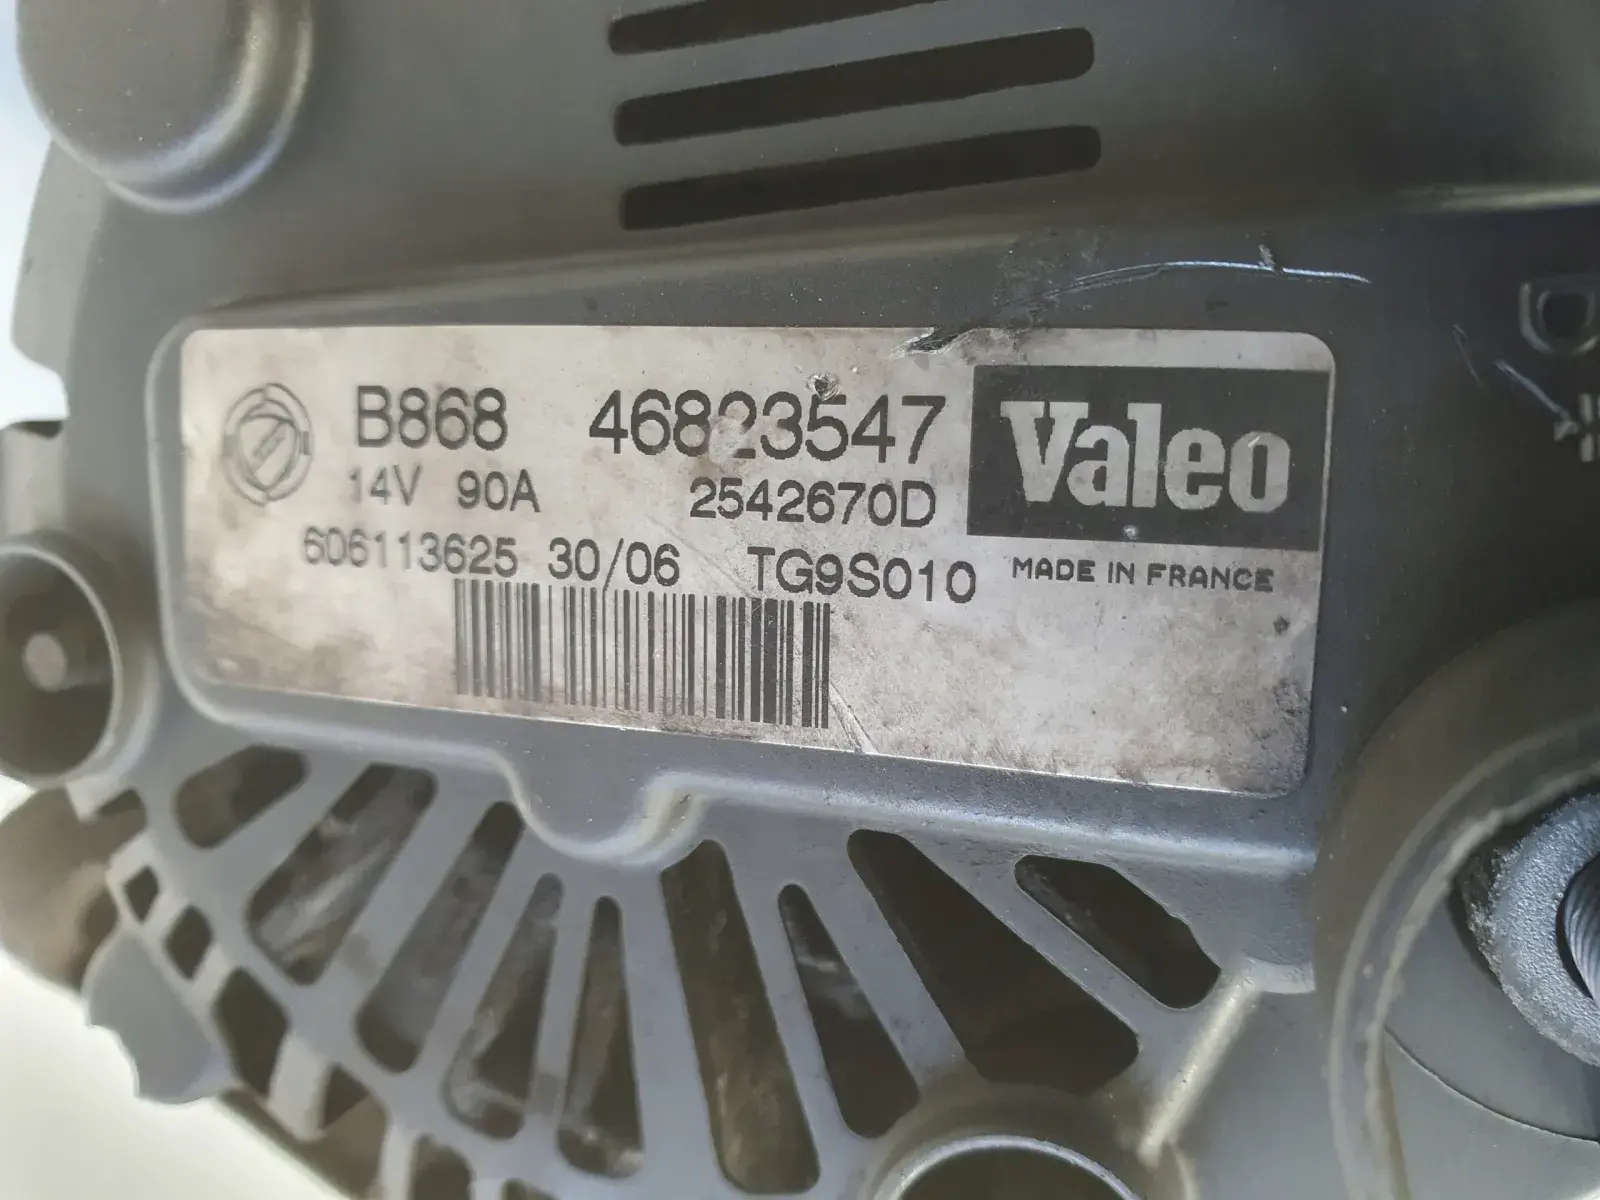 B868 46823547
14V 90A 2542670D
Valeo
606113625 30/06 TG9S010
MADE IN FRANCE